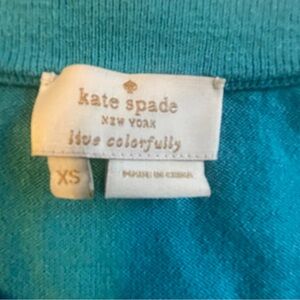 kate spade
NEW YORK
live colorfully
XS
MADE IN CHINA